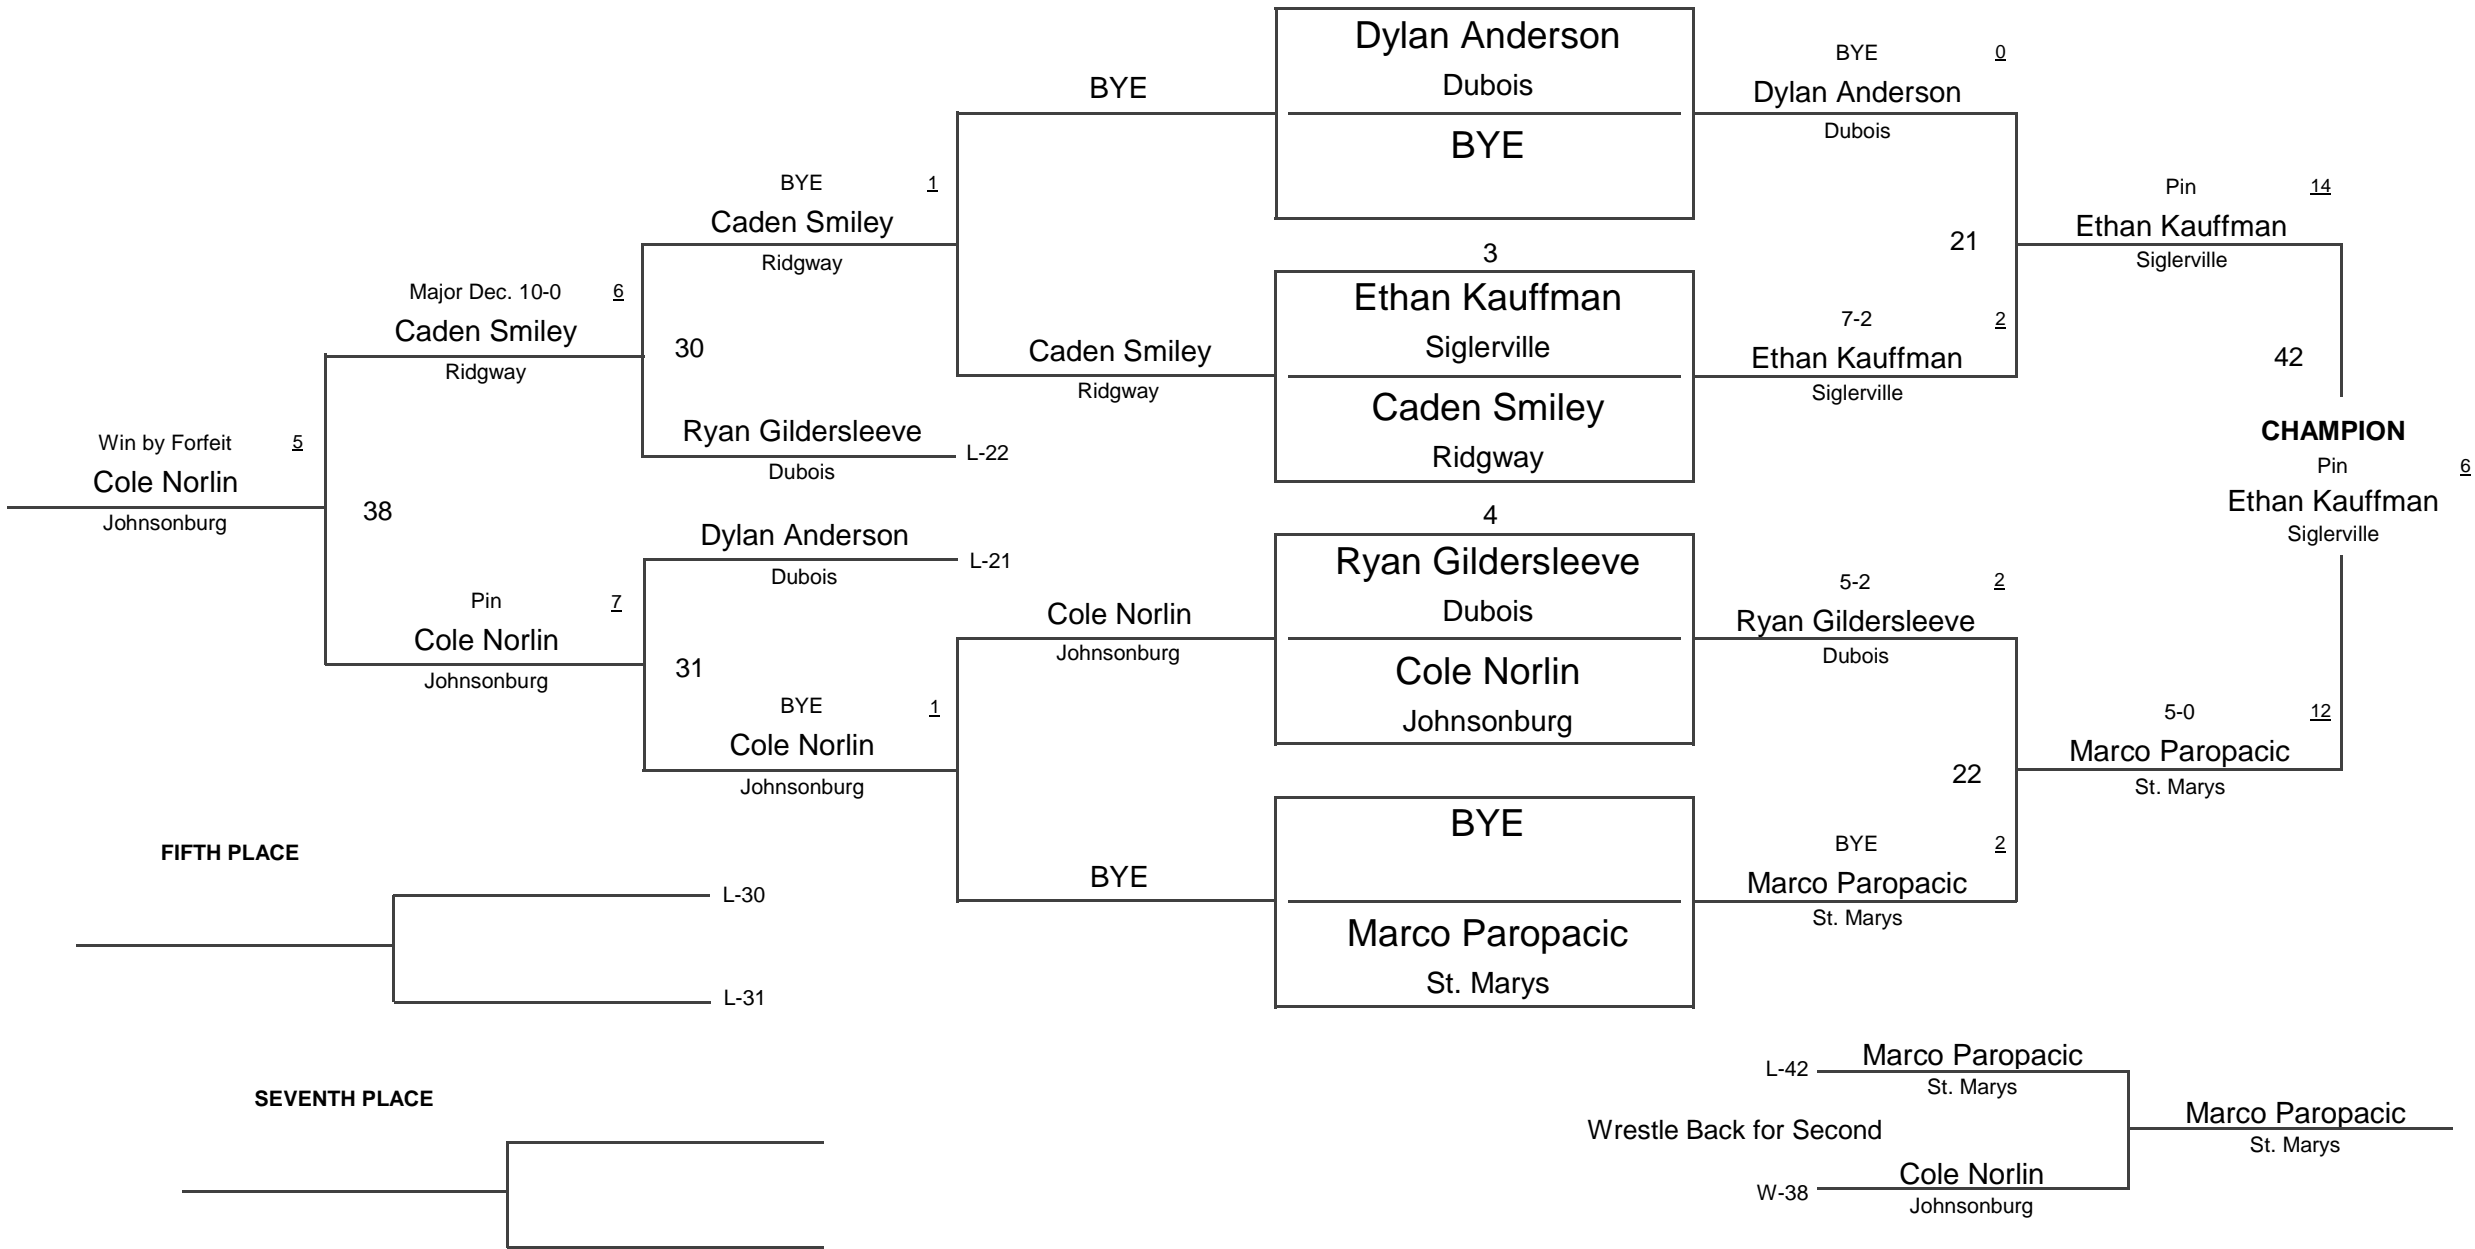 Dylan Anderson
Dubois
BYE
BYE
BYE 0
Dylan Anderson
Dubois
BYE 1
Caden Smiley
Ridgway
Pin 14
Ethan Kauffman
Siglerville
21
3
Ethan Kauffman
Siglerville
Caden Smiley
Ridgway
Major Dec. 10-0 6
Caden Smiley
Ridgway
30
Caden Smiley
Ridgway
7-2 2
Ethan Kauffman
Siglerville
42
Win by Forfeit 5
Cole Norlin
Johnsonburg
Ryan Gildersleeve
Dubois
L-22
CHAMPION
Pin 6
Ethan Kauffman
Siglerville
38
4
Dylan Anderson
Dubois
L-21
Ryan Gildersleeve
Dubois
Cole Norlin
Johnsonburg
Pin 7
Cole Norlin
Johnsonburg
31
Cole Norlin
Johnsonburg
5-2 2
Ryan Gildersleeve
Dubois
BYE 1
Cole Norlin
Johnsonburg
5-0 12
Marco Paropacic
St. Marys
22
BYE
Marco Paropacic
St. Marys
BYE
BYE 2
Marco Paropacic
St. Marys
FIFTH PLACE
L-30
L-31
SEVENTH PLACE
L-42
Marco Paropacic
St. Marys
Wrestle Back for Second
Marco Paropacic
St. Marys
W-38
Cole Norlin
Johnsonburg